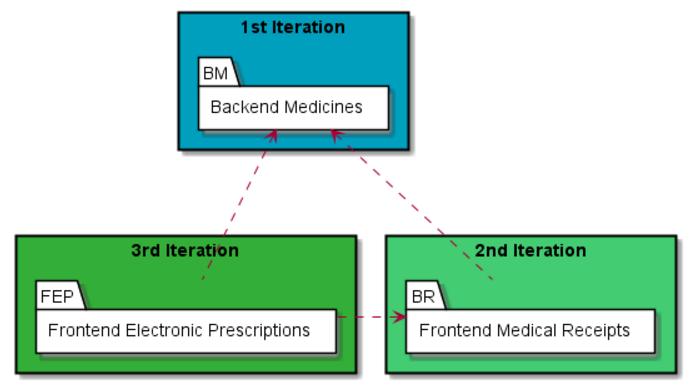 1st Iteration
BM
Backend Medicines
3rd Iteration
FEP
Frontend Electronic Prescriptions
2nd Iteration
BR
Frontend Medical Receipts